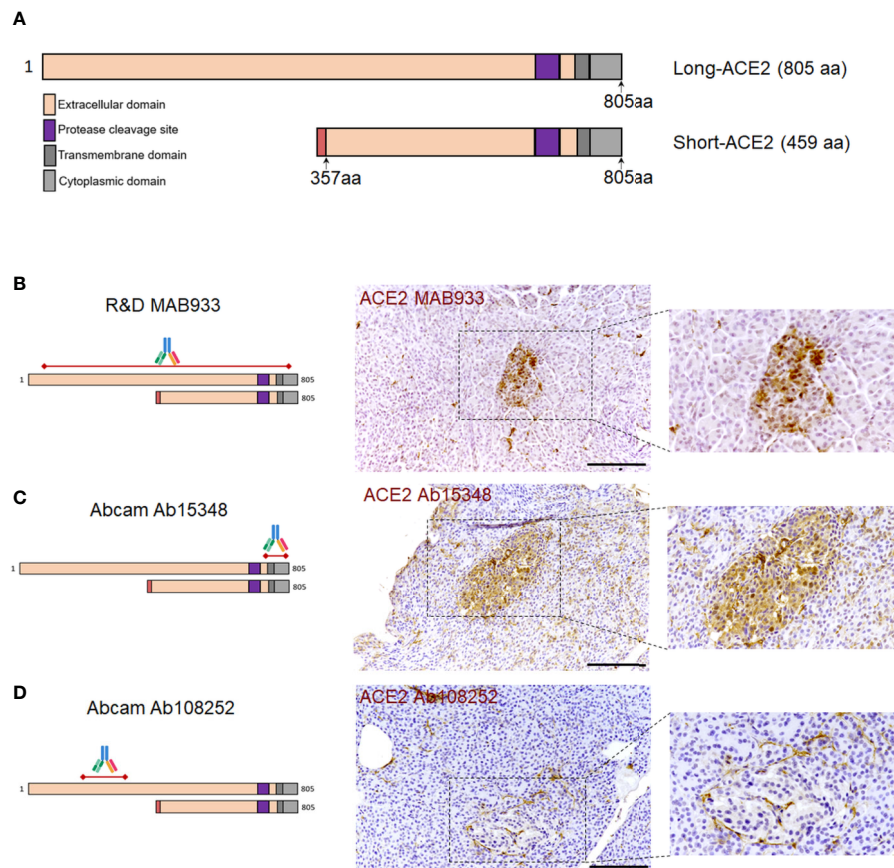 A
1
Long-ACE2 (805 aa)
805aa
Extracellular domain
Protease cleavage site
Transmembrane domain
Cytoplasmic domain
Short-ACE2 (459 aa)
357aa
805aa
B
R&D MAB933
1
805
805
ACE2 MAB933
C
Abcam Ab15348
1
805
805
ACE2 Ab15348
D
Abcam Ab108252
1
805
805
ACE2 Ab108252